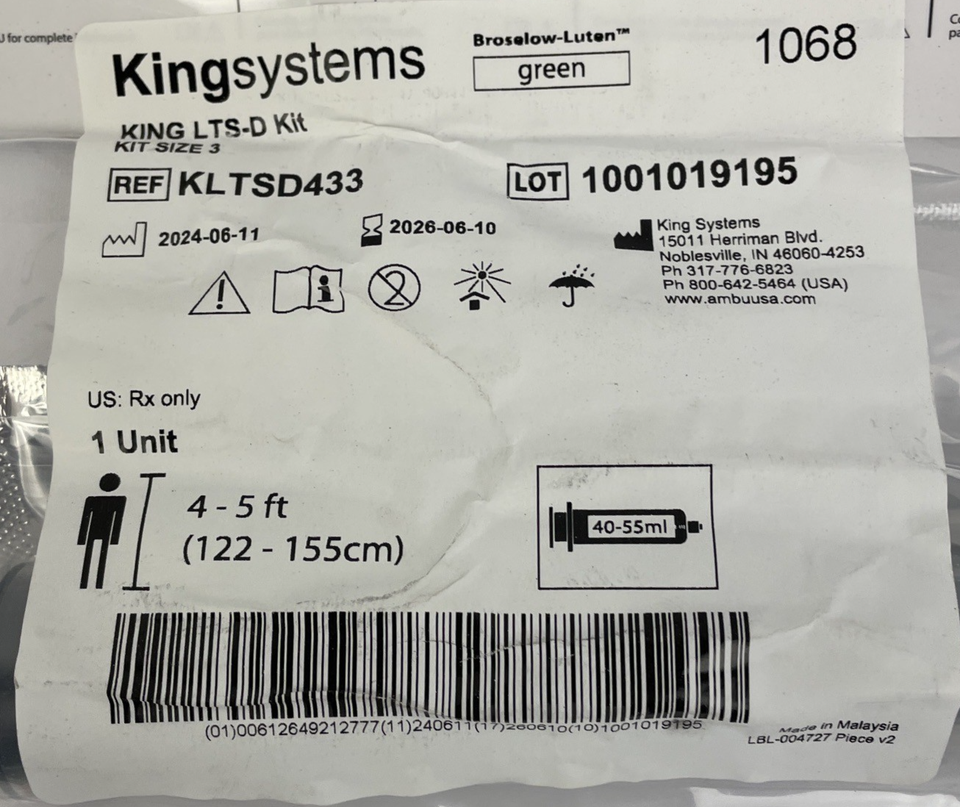 U for complete
Kingsystems
Broselow-Luten™
green
1068
KING LTS-D Kit
KIT SIZE 3
REF KLTSD433
LOT 1001019195
2024-06-11
2026-06-10
King Systems
15011 Herriman Blvd.
Noblesville, IN 46060-4253
Ph 317-776-6823
Ph 800-642-5464 (USA)
www.ambuusa.com
US: Rx only
1 Unit
4 - 5 ft
(122 - 155cm)
40-55ml
(01)00612649212777(11)240611(17)260610(10)1001019195
Made in Malaysia
LBL-004727 Piece v2